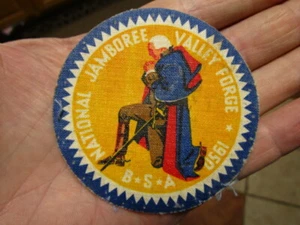 NATIONAL JAMBOREE VALLEY FORGE
1950
B·S·A